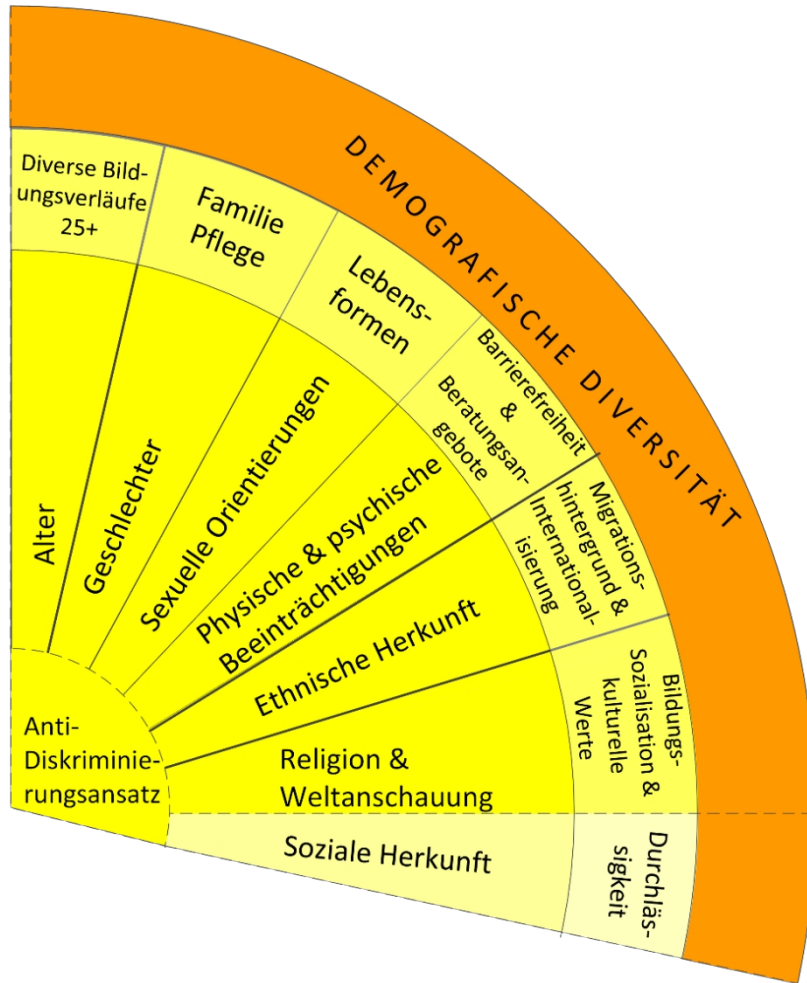 DEMOGRAFISCHE DIVERSITÄT
Diverse Bild-
ungsverläufe
25+
Familie
Pflege
Lebens-
formen
Barrierefreiheit
&
Beratungsan-
gebote
Migrations-
hintergrund &
International-
isierung
Bildungs-
Sozialisation &
kulturelle
Werte
Durchläs-
sigkeit
Alter
Geschlechter
Sexuelle Orientierungen
Physische & psychische
Beeinträchtigungen
Ethnische Herkunft
Religion &
Weltanschauung
Soziale Herkunft
Anti-
Diskriminie-
rungsansatz